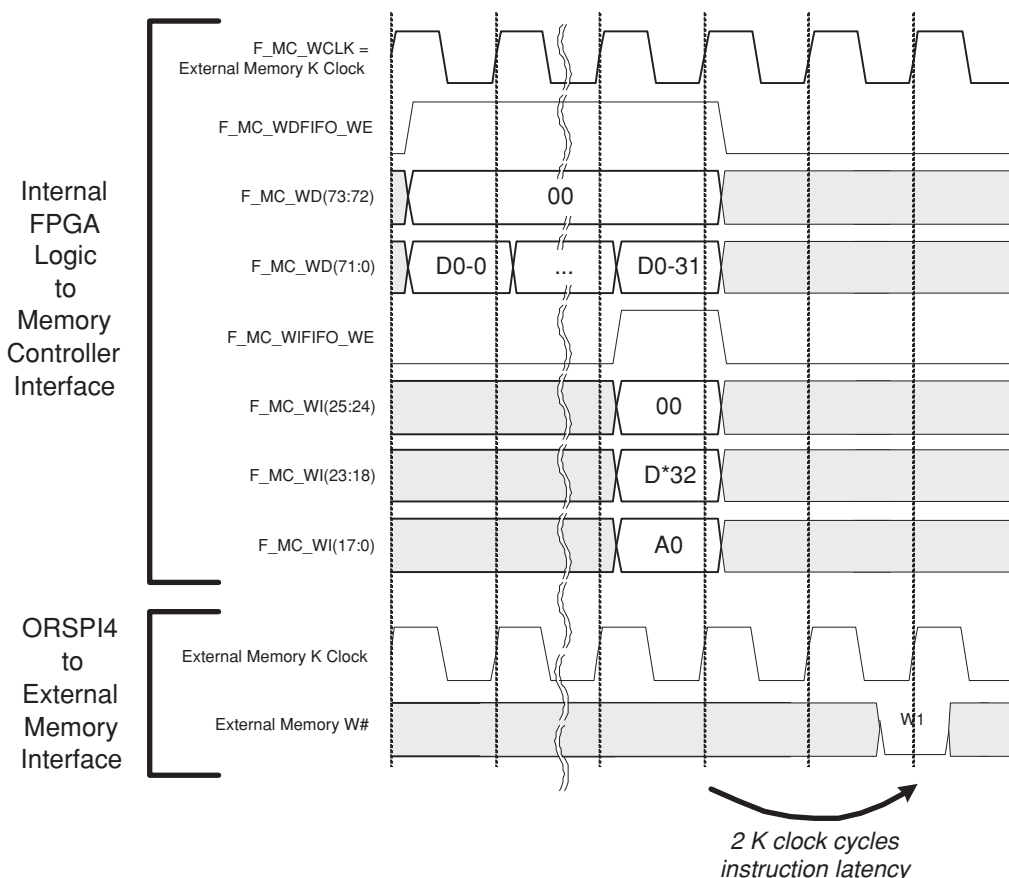 F_MC_WCLK =
External Memory K Clock
F_MC_WDFIFO_WE
F_MC_WD(73:72)
00
F_MC_WD(71:0)
D0-0
...
D0-31
F_MC_WIFIFO_WE
F_MC_WI(25:24)
00
F_MC_WI(23:18)
D*32
F_MC_WI(17:0)
A0
Internal
FPGA
Logic
to
Memory
Controller
Interface
External Memory K Clock
External Memory W#
W1
ORSPI4
to
External
Memory
Interface
2 K clock cycles
instruction latency